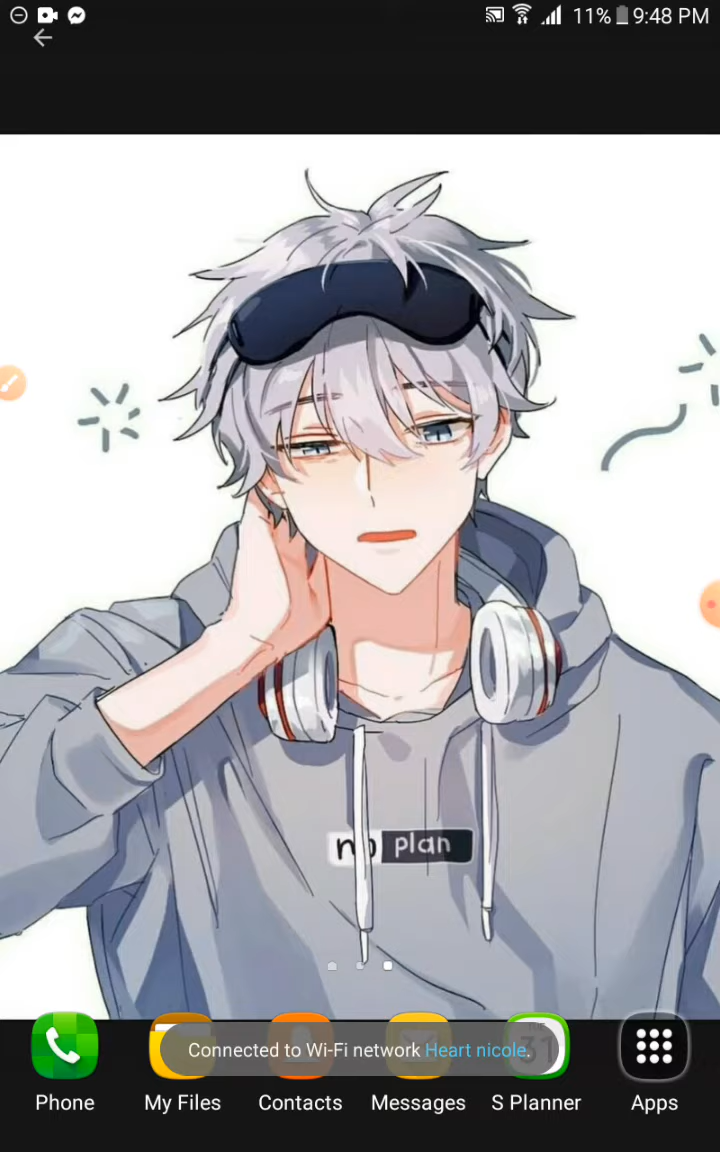 11% 9:48 PM
no plan
Connected to Wi-Fi network Heart nicole.
31
Phone
My Files
Contacts
Messages
S Planner
Apps